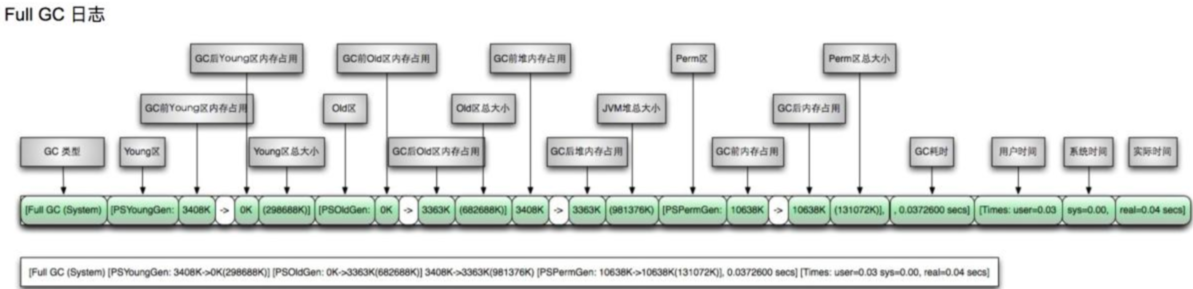 Full GC 日志
GC后Young区内存占用 GC前Old区内存占用 GC前堆内存占用 Perm区 Perm区总大小
GC前Young区内存占用 Old区 Old区总大小 JVM堆总大小 GC后内存占用
GC 类型 Young区 Young区总大小 GC后Old区内存占用 GC后堆内存占用 GC前内存占用 GC耗时 用户时间 系统时间 实际时间
[Full GC (System) [PSYoungGen: 3408K -> 0K (298688K)] [PSOldGen: 0K -> 3363K (682688K)] 3408K -> 3363K (981376K) [PSPermGen: 10638K -> 10638K (131072K)], , 0.0372600 secs] [Times: user=0.03 sys=0.00, real=0.04 secs]
[Full GC (System) [PSYoungGen: 3408K->0K(298688K)] [PSOldGen: 0K->3363K(682688K)] 3408K->3363K(981376K) [PSPermGen: 10638K->10638K(131072K)], 0.0372600 secs] [Times: user=0.03 sys=0.00, real=0.04 secs]